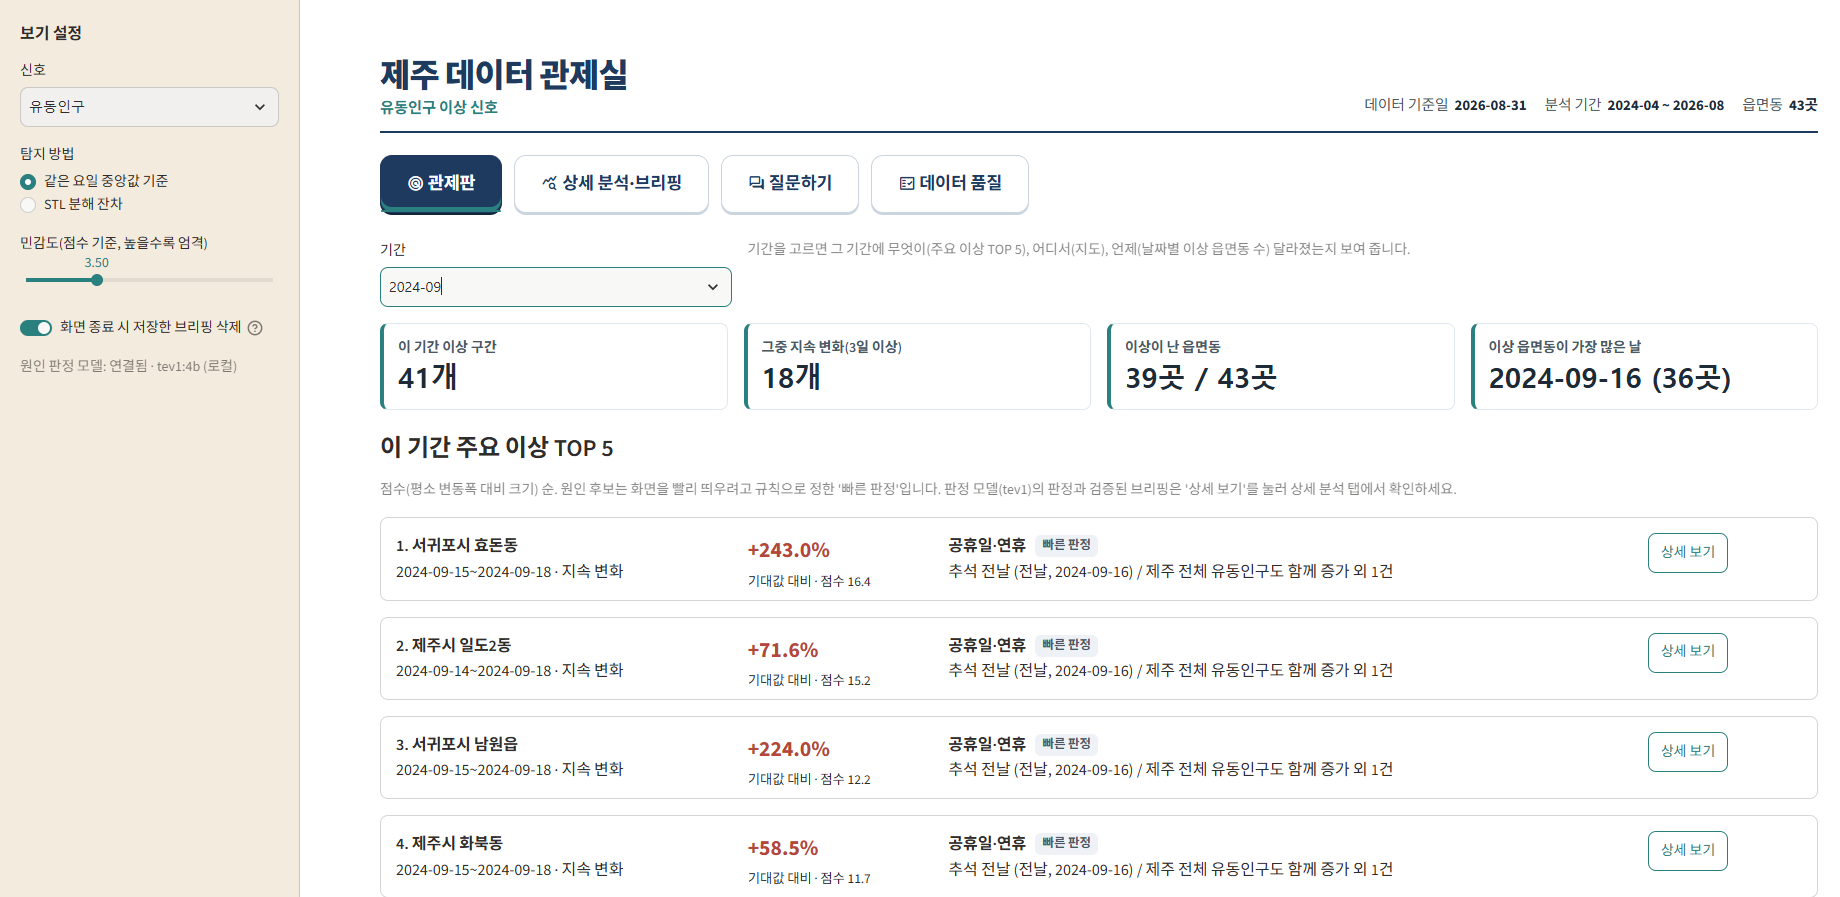 보기 설정
신호
유동인구
탐지 방법
같은 요일 중앙값 기준
STL 분해 잔차
민감도(점수 기준, 높을수록 엄격)
3.50
화면 종료 시 저장한 브리핑 삭제
원인 판정 모델: 연결됨 · tev1:4b (로컬)
제주 데이터 관제실
유동인구 이상 신호
데이터 기준일 2026-08-31 분석 기간 2024-04 ~ 2026-08 읍면동 43곳
관제판 상세 분석·브리핑 질문하기 데이터 품질
기간
기간을 고르면 그 기간에 무엇이(주요 이상 TOP 5), 어디서(지도), 언제(날짜별 이상 읍면동 수) 달라졌는지 보여 줍니다.
2024-09
이 기간 이상 구간
41개
그중 지속 변화(3일 이상)
18개
이상이 난 읍면동
39곳 / 43곳
이상 읍면동이 가장 많은 날
2024-09-16 (36곳)
이 기간 주요 이상 TOP 5
점수(평소 변동폭 대비 크기) 순. 원인 후보는 화면을 빨리 띄우려고 규칙으로 정한 '빠른 판정'입니다. 판정 모델(tev1)의 판정과 검증된 브리핑은 '상세 보기'를 눌러 상세 분석 탭에서 확인하세요.
1. 서귀포시 효돈동
2024-09-15~2024-09-18 · 지속 변화
+243.0%
기대값 대비 · 점수 16.4
공휴일·연휴 빠른 판정
추석 전날 (전날, 2024-09-16) / 제주 전체 유동인구도 함께 증가 외 1건
상세 보기
2. 제주시 일도2동
2024-09-14~2024-09-18 · 지속 변화
+71.6%
기대값 대비 · 점수 15.2
공휴일·연휴 빠른 판정
추석 전날 (전날, 2024-09-16) / 제주 전체 유동인구도 함께 증가 외 1건
상세 보기
3. 서귀포시 남원읍
2024-09-15~2024-09-18 · 지속 변화
+224.0%
기대값 대비 · 점수 12.2
공휴일·연휴 빠른 판정
추석 전날 (전날, 2024-09-16) / 제주 전체 유동인구도 함께 증가 외 1건
상세 보기
4. 제주시 화북동
2024-09-15~2024-09-18 · 지속 변화
+58.5%
기대값 대비 · 점수 11.7
공휴일·연휴 빠른 판정
추석 전날 (전날, 2024-09-16) / 제주 전체 유동인구도 함께 증가 외 1건
상세 보기